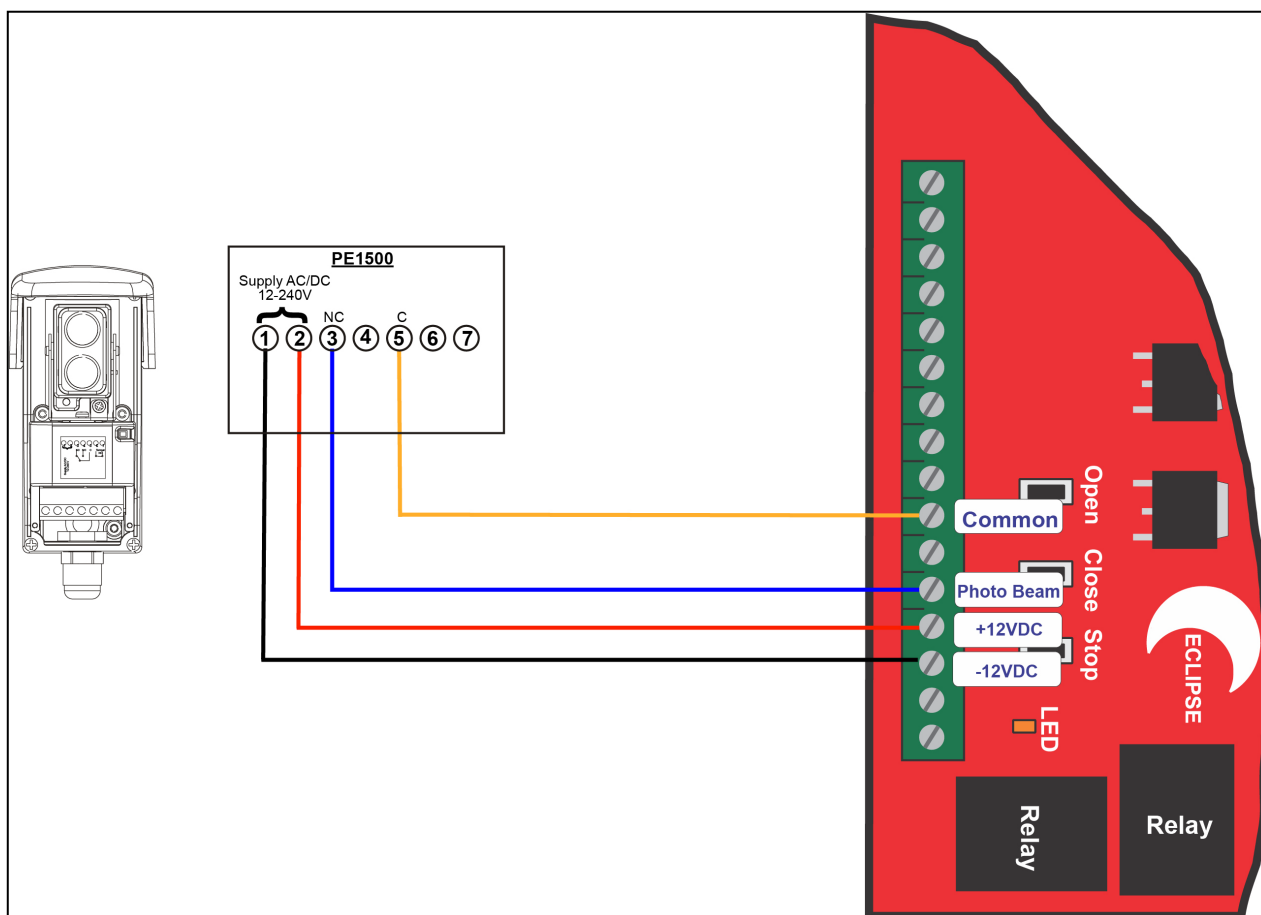 PE1500
Supply AC/DC
12-240V
NC
C
1 2 3 4 5 6 7
Open
Common
Close
Photo Beam
+12VDC
Stop
-12VDC
ECLIPSE
LED
Relay
Relay